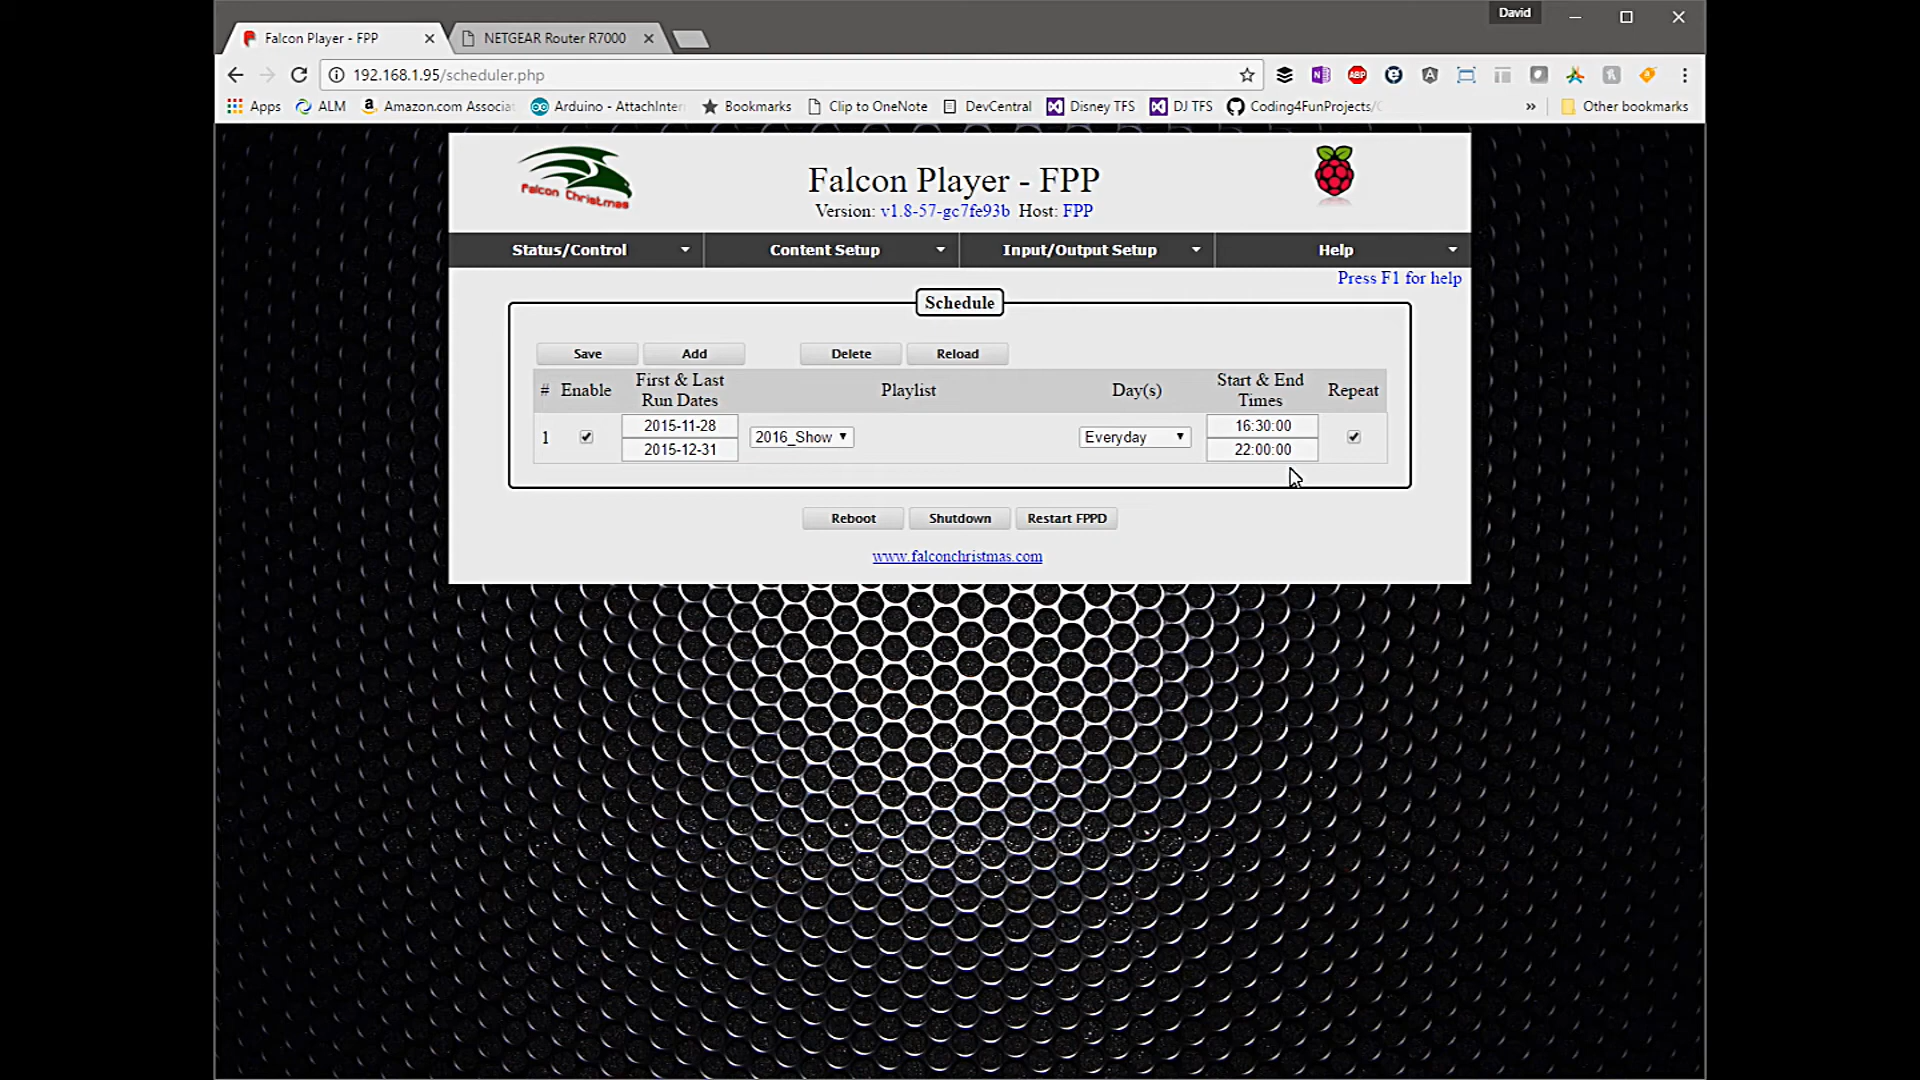 David
Falcon Player - FPP
NETGEAR Router R7000
192.168.1.95/scheduler.php
ABP
Apps
ALM
Amazon.com Associat
Arduino - AttachInterr
Bookmarks
Clip to OneNote
DevCentral
Disney TFS
DJ TFS
Coding4FunProjects/
»
Other bookmarks
Falcon Christmas
Falcon Player - FPP
Version: v1.8-57-gc7fe93b Host: FPP
Status/Control
Content Setup
Input/Output Setup
Help
Press F1 for help
Schedule
Save
Add
Delete
Reload
# Enable
First & Last
Run Dates
Playlist
Day(s)
Start & End
Times
Repeat
1
2015-11-28
2015-12-31
2016_Show
Everyday
16:30:00
22:00:00
Reboot
Shutdown
Restart FPPD
www.falconchristmas.com